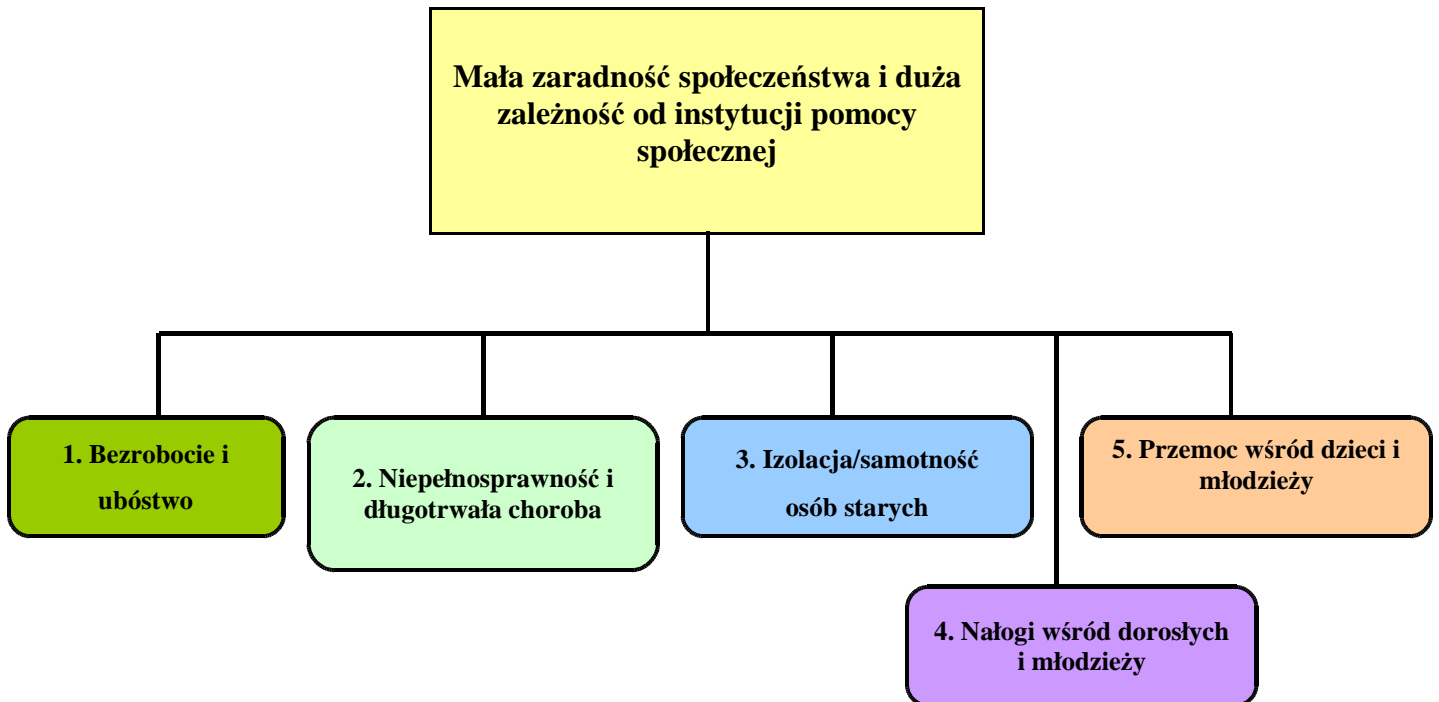 Mała zaradność społeczeństwa i duża
zależność od instytucji pomocy
społecznej
1. Bezrobocie i
ubóstwo
2. Niepełnosprawność i
długotrwała choroba
3. Izolacja/samotność
osób starych
4. Nałogi wśród dorosłych
i młodzieży
5. Przemoc wśród dzieci i
młodzieży